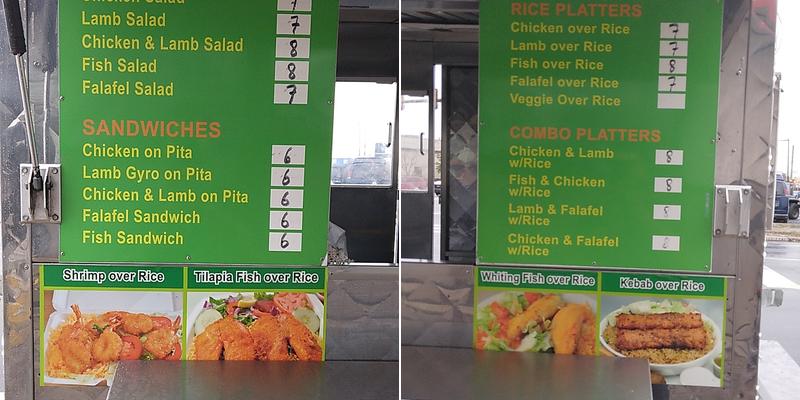 Lamb Salad 7
Chicken & Lamb Salad 8
Fish Salad 8
Falafel Salad 7
SANDWICHES
Chicken on Pita 6
Lamb Gyro on Pita 6
Chicken & Lamb on Pita 6
Falafel Sandwich 6
Fish Sandwich 6
Shrimp over Rice
Tilapia Fish over Rice
RICE PLATTERS
Chicken over Rice 7
Lamb over Rice 7
Fish over Rice 8
Falafel over Rice 7
Veggie Over Rice
COMBO PLATTERS
Chicken & Lamb 8
w/Rice
Fish & Chicken 8
w/Rice
Lamb & Falafel 8
w/Rice
Chicken & Falafel 8
w/Rice
Whiting Fish over Rice
Kebab over Rice